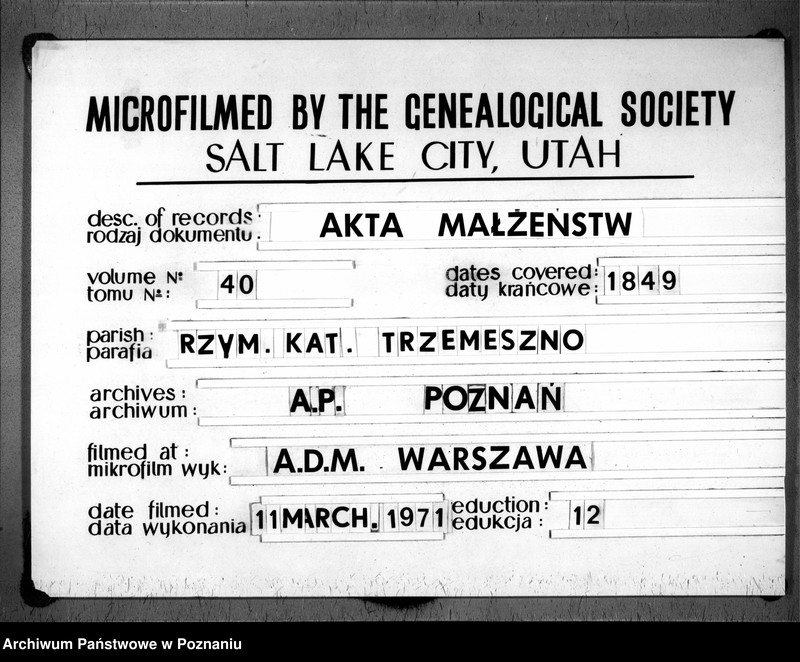 MICROFILMED BY THE GENEALOGICAL SOCIETY
SALT LAKE CITY, UTAH
desc. of records: AKTA MAŁŻEŃSTW
rodzaj dokumentu.
volume Nº 40 dates covered: 1849
tomu Nº: daty krańcowe:
parish: RZYM. KAT. TRZEMESZNO
parafia
archives: A.P. POZNAŃ
archiwum:
filmed at: A.D.M. WARSZAWA
mikrofilm wyk:
date filmed: 11 MARCH. 1971 eduction: 12
data wykonania edukcja:
Archiwum Państwowe w Poznaniu